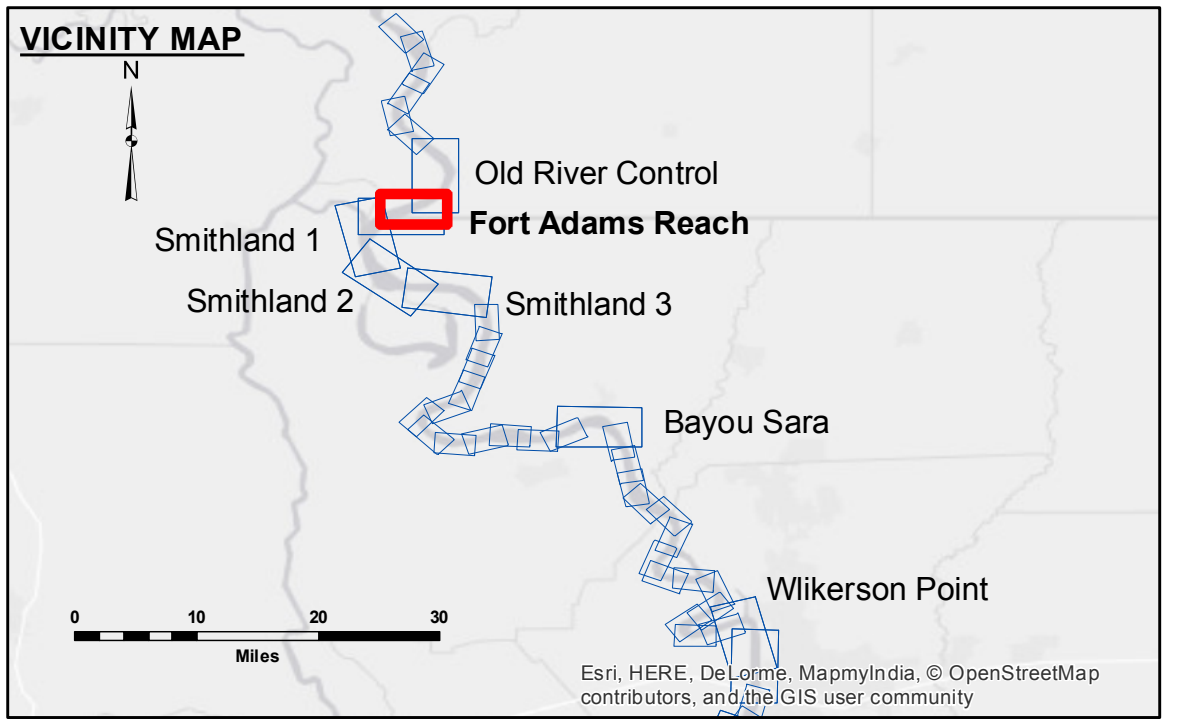 VICINITY MAP
N
Old River Control
Fort Adams Reach
Smithland 1
Smithland 2
Smithland 3
Bayou Sara
Wlikerson Point
0 10 20 30
Miles
Esri, HERE, DeLorme, MapmyIndia, © OpenStreetMap
contributors, and the GIS user community